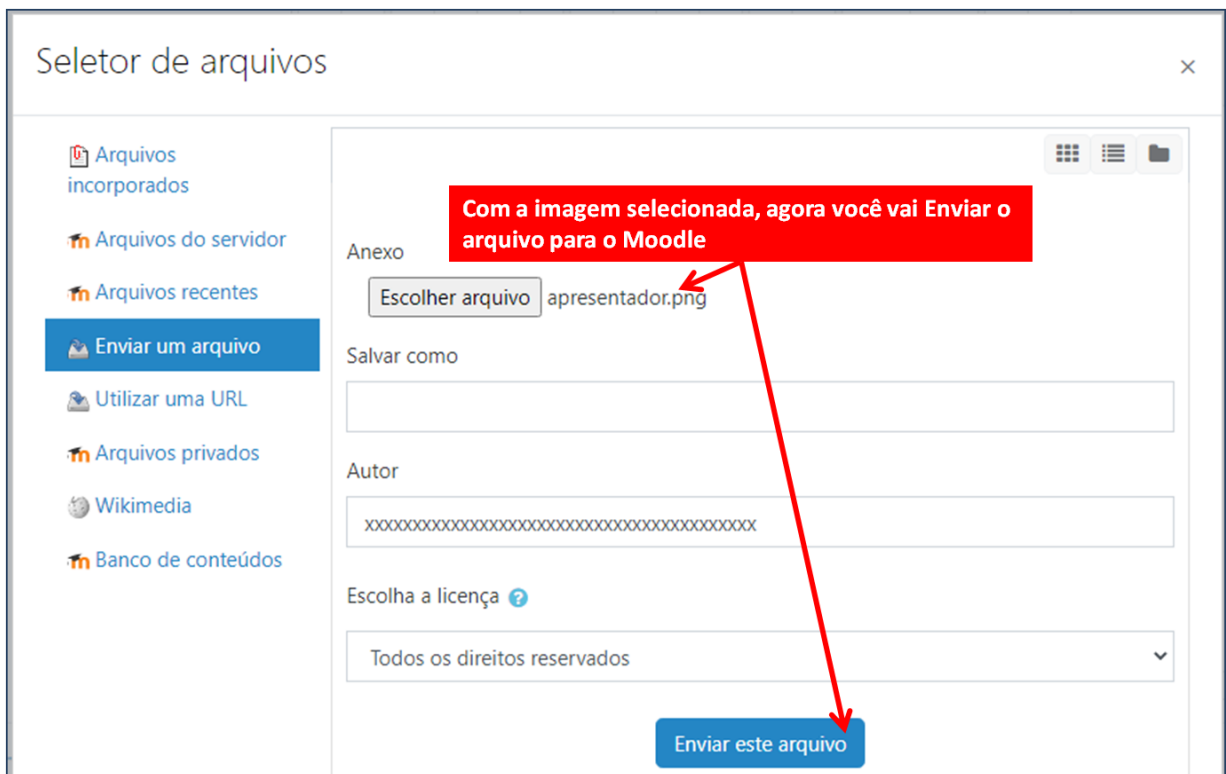 Seletor de arquivos
×
Arquivos
incorporados
Arquivos do servidor
Arquivos recentes
Enviar um arquivo
Utilizar uma URL
Arquivos privados
Wikimedia
Banco de conteúdos
Com a imagem selecionada, agora você vai Enviar o
arquivo para o Moodle
Anexo
Escolher arquivo apresentador.png
Salvar como
Autor
xxxxxxxxxxxxxxxxxxxxxxxxxxxxxxxxxxxxxxxxx
Escolha a licença ?
Todos os direitos reservados
Enviar este arquivo